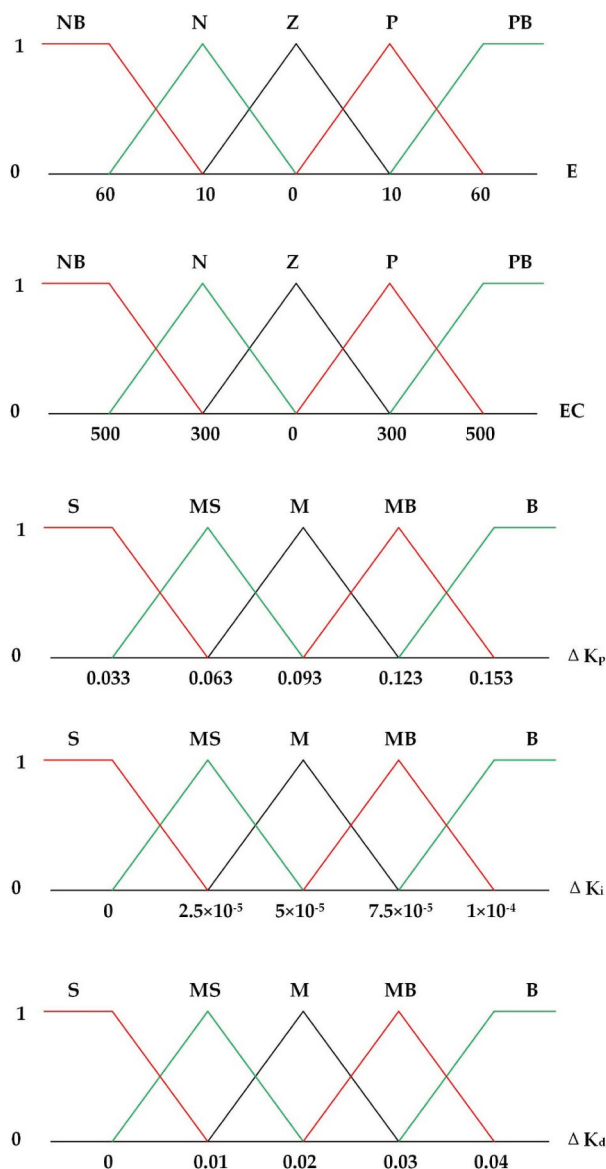 NB N Z P PB
1
0 E
60 10 0 10 60
NB N Z P PB
1
0 EC
500 300 0 300 500
S MS M MB B
1
0 ΔKₚ
0.033 0.063 0.093 0.123 0.153
S MS M MB B
1
0 ΔKᵢ
0 2.5×10⁻⁵ 5×10⁻⁵ 7.5×10⁻⁵ 1×10⁻⁴
S MS M MB B
1
0 ΔK_d
0 0.01 0.02 0.03 0.04